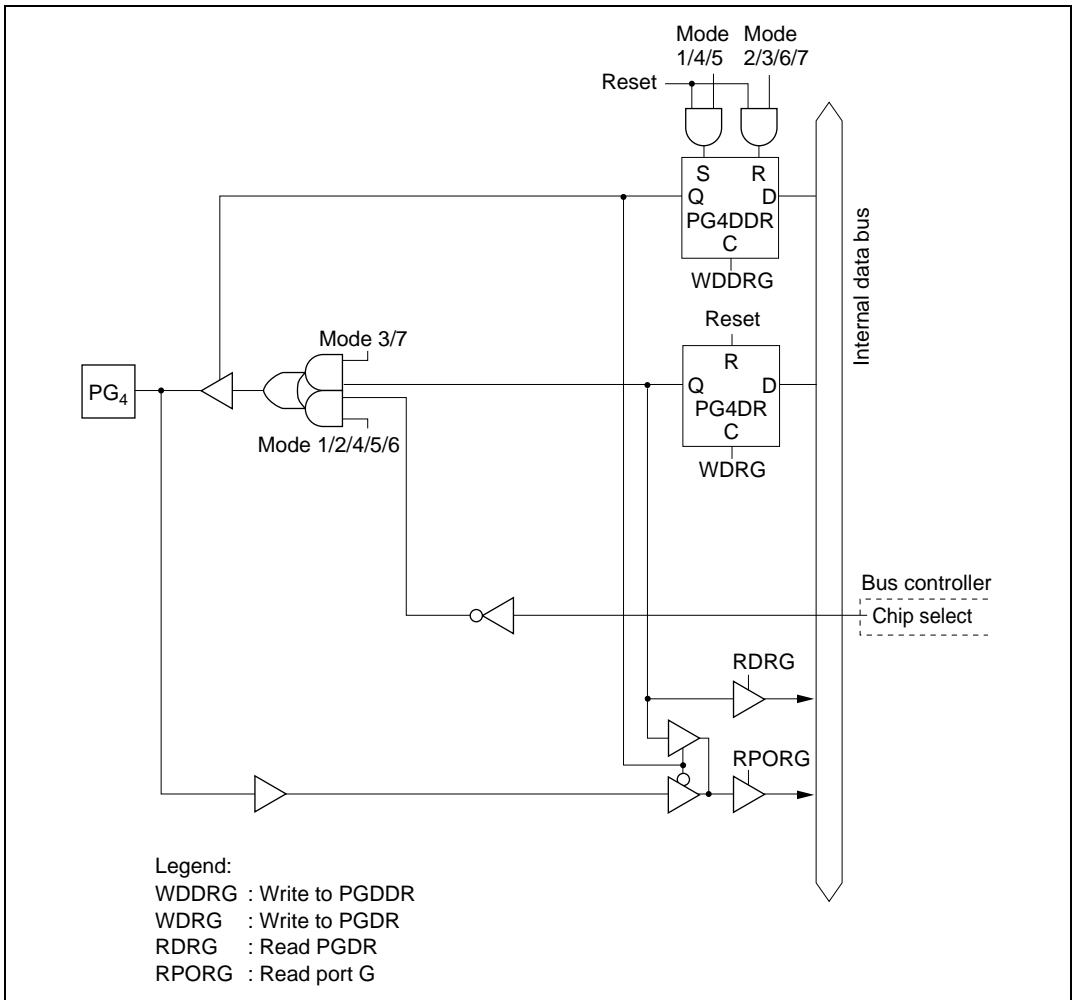 Mode Mode
1/4/5 2/3/6/7
Reset
S R
Q D
PG4DDR
C
WDDRG
Internal data bus
Reset
R
Q D
PG4DR
C
WDRG
Mode 3/7
PG4
Mode 1/2/4/5/6
Bus controller
Chip select
RDRG
RPORG
Legend:
WDDRG : Write to PGDDR
WDRG : Write to PGDR
RDRG : Read PGDR
RPORG : Read port G